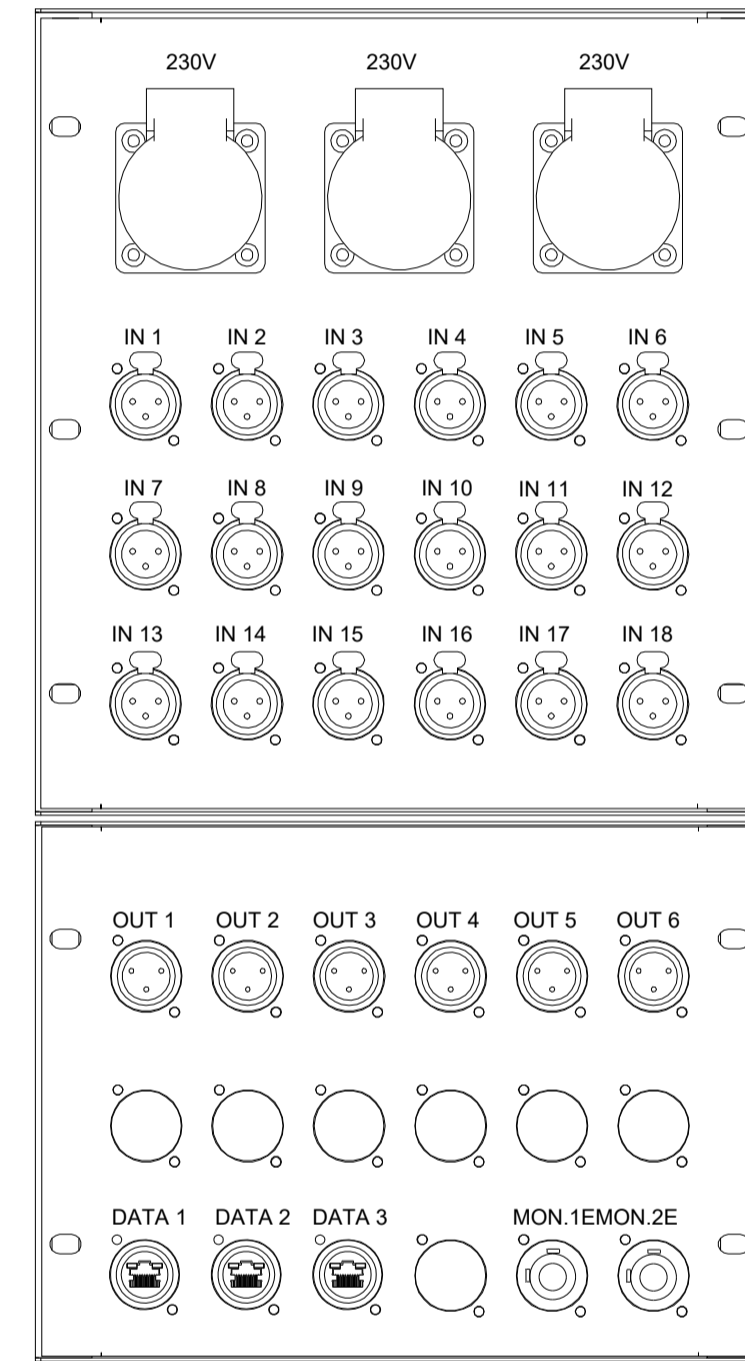 230V 230V 230V
IN 1 IN 2 IN 3 IN 4 IN 5 IN 6
IN 7 IN 8 IN 9 IN 10 IN 11 IN 12
IN 13 IN 14 IN 15 IN 16 IN 17 IN 18
OUT 1 OUT 2 OUT 3 OUT 4 OUT 5 OUT 6
DATA 1 DATA 2 DATA 3 MON.1EMON.2E